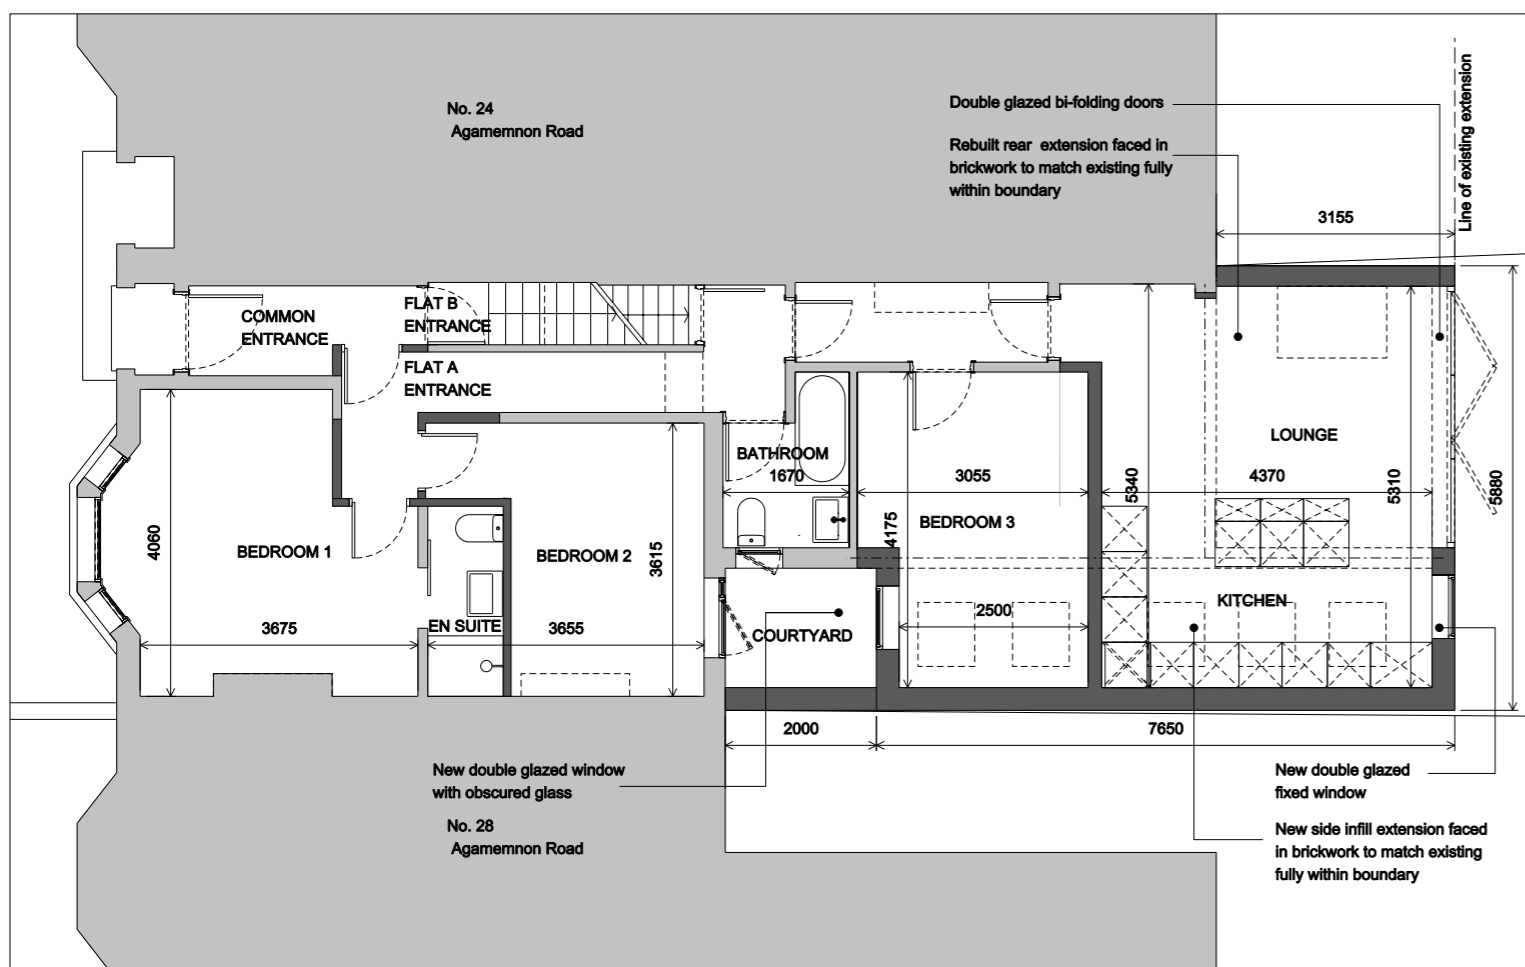 No. 24
Agamemnon Road
Double glazed bi-folding doors
Rebuilt rear extension faced in
brickwork to match existing fully
within boundary
Line of existing extension
3155
COMMON
ENTRANCE
FLAT B
ENTRANCE
FLAT A
ENTRANCE
LOUNGE
BATHROOM
1670
3055
4370
5340
5310
5880
4060
BEDROOM 1
BEDROOM 2
3615
4175
BEDROOM 3
KITCHEN
2500
3675
EN SUITE
3655
COURTYARD
2000
7650
New double glazed window
with obscured glass
New double glazed
fixed window
No. 28
Agamemnon Road
New side infill extension faced
in brickwork to match existing
fully within boundary